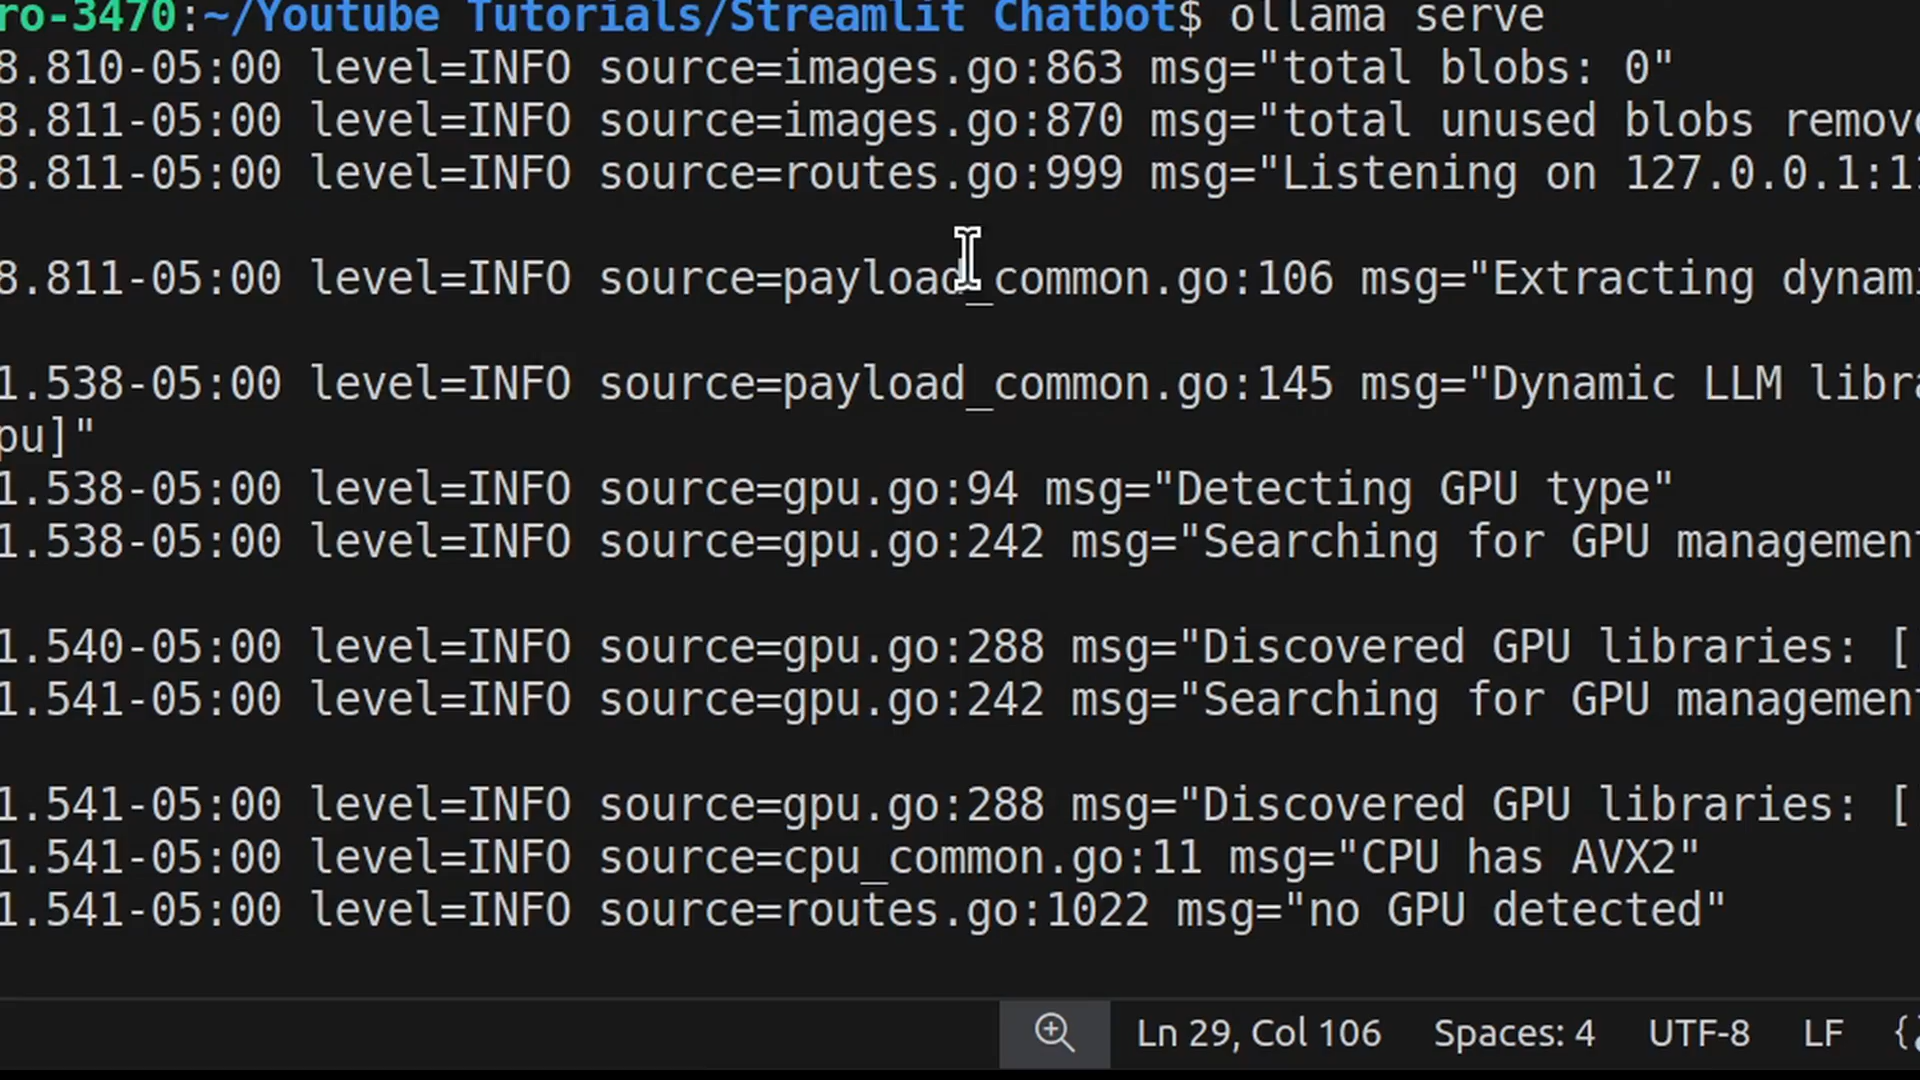 ro-3470:~/Youtube Tutorials/Streamlit Chatbot$ ollama serve
8.810-05:00 level=INFO source=images.go:863 msg="total blobs: 0"
8.811-05:00 level=INFO source=images.go:870 msg="total unused blobs remove
8.811-05:00 level=INFO source=routes.go:999 msg="Listening on 127.0.0.1:11
8.811-05:00 level=INFO source=payload_common.go:106 msg="Extracting dynami
1.538-05:00 level=INFO source=payload_common.go:145 msg="Dynamic LLM libra
pu]"
1.538-05:00 level=INFO source=gpu.go:94 msg="Detecting GPU type"
1.538-05:00 level=INFO source=gpu.go:242 msg="Searching for GPU management
1.540-05:00 level=INFO source=gpu.go:288 msg="Discovered GPU libraries: [
1.541-05:00 level=INFO source=gpu.go:242 msg="Searching for GPU management
1.541-05:00 level=INFO source=gpu.go:288 msg="Discovered GPU libraries: [
1.541-05:00 level=INFO source=cpu_common.go:11 msg="CPU has AVX2"
1.541-05:00 level=INFO source=routes.go:1022 msg="no GPU detected"
Ln 29, Col 106 Spaces: 4 UTF-8 LF {